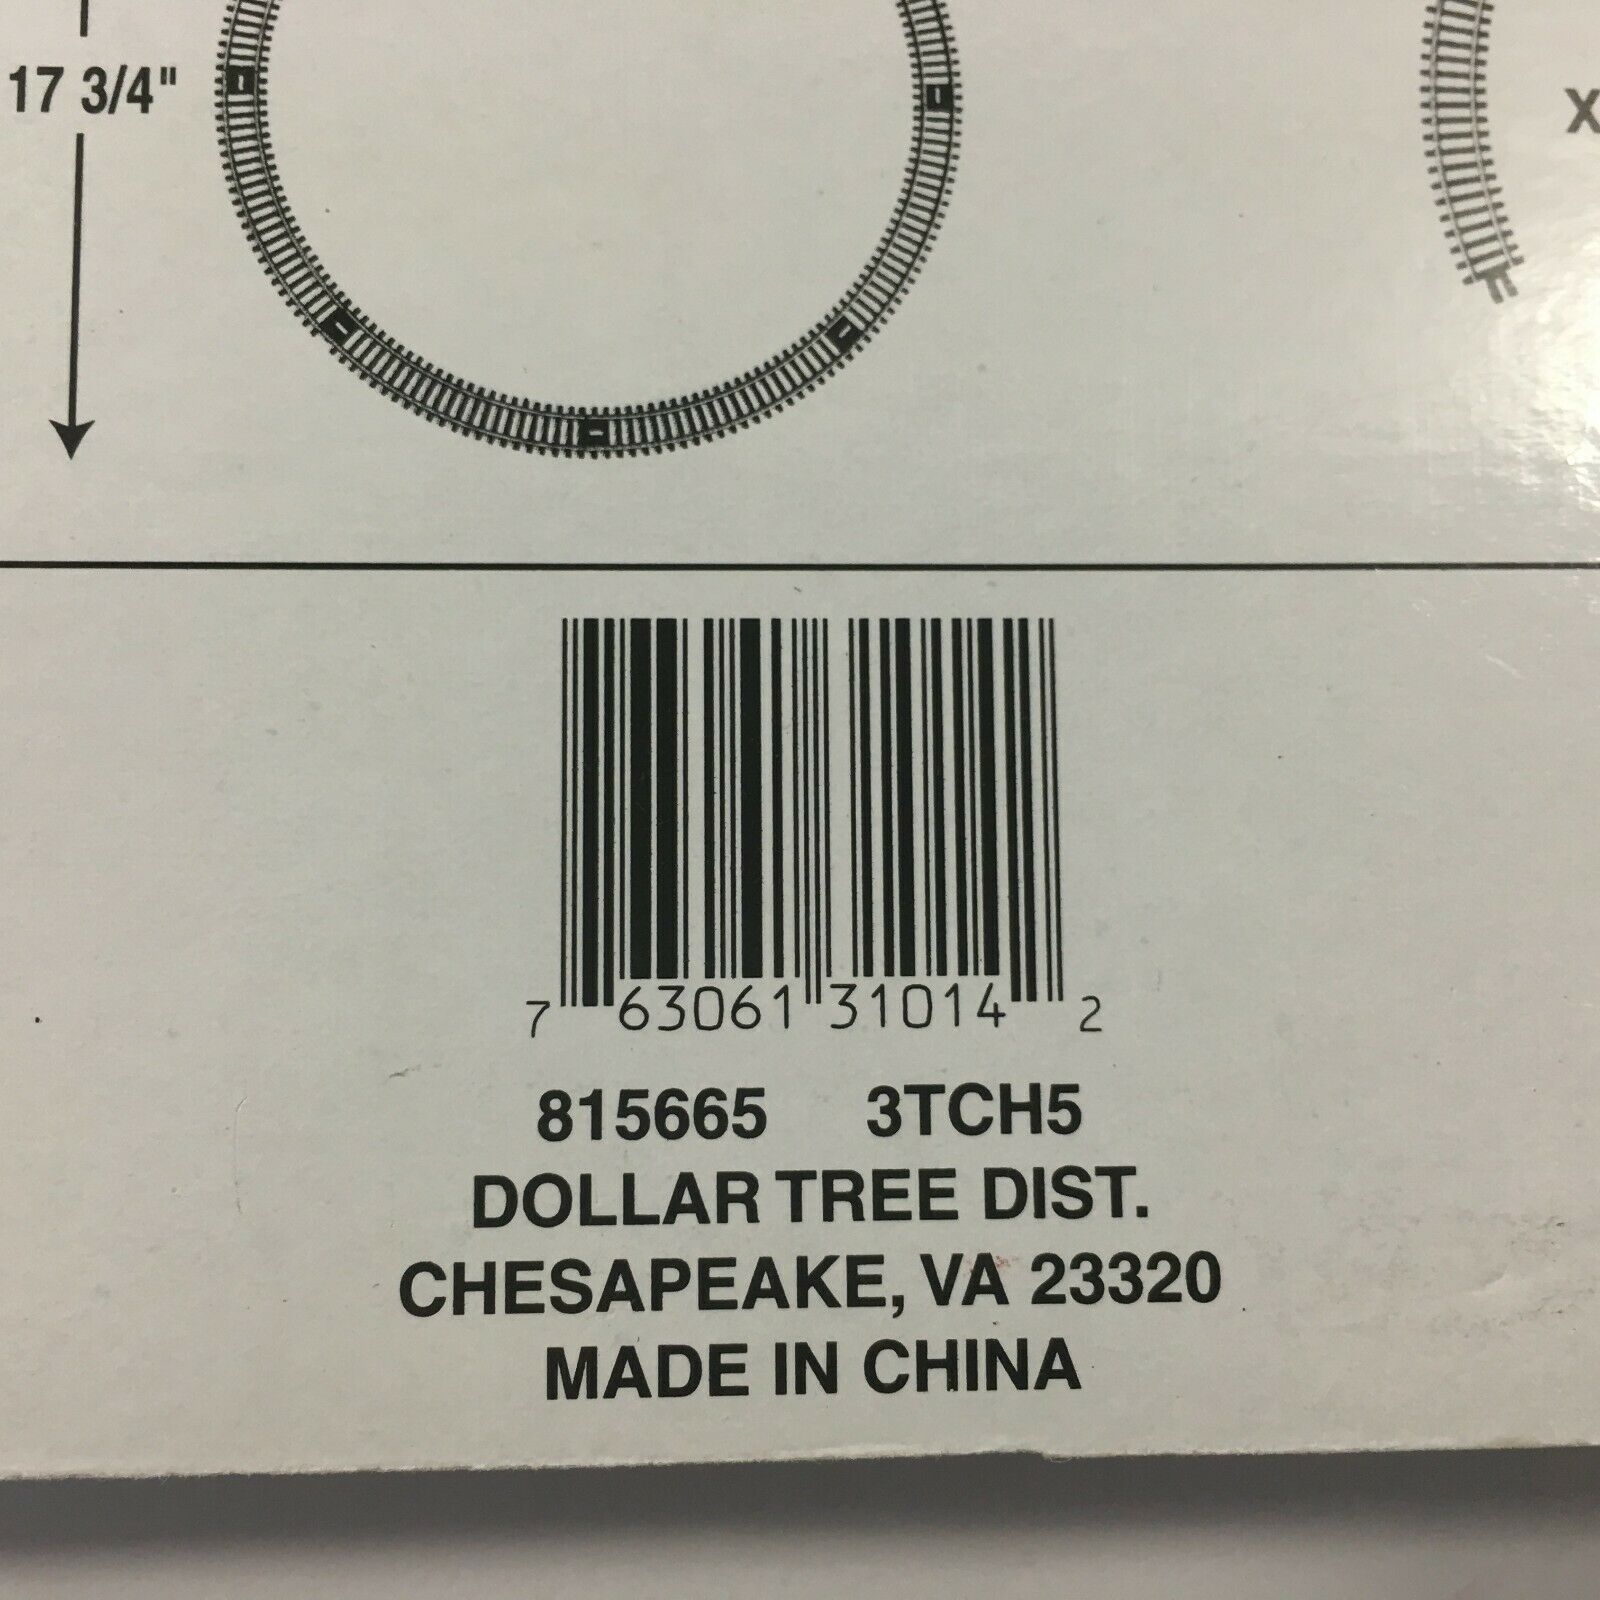 17 3/4"
X
7 63061 31014 2
815665 3TCH5
DOLLAR TREE DIST.
CHESAPEAKE, VA 23320
MADE IN CHINA